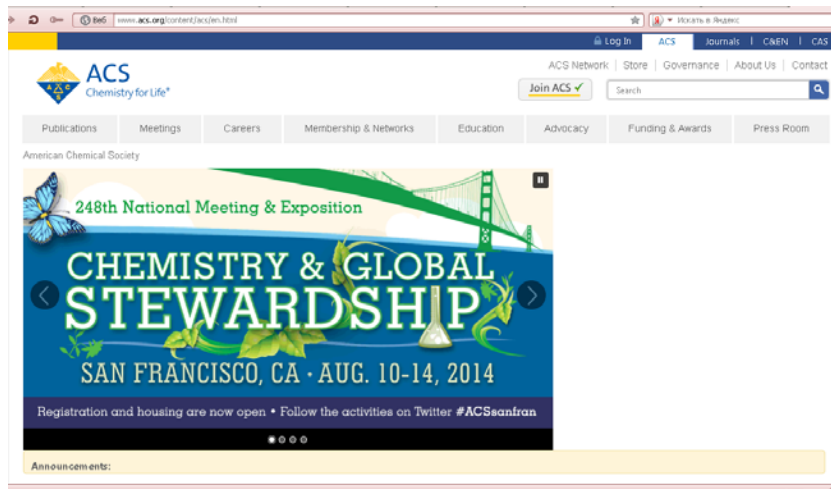 Веб www.acs.org/content/acs/en.html Искать в Яндекс
Log In ACS Journals | C&EN | CAS
ACS Network | Store | Governance | About Us | Contact
ACS
Chemistry for Life®
Join ACS Search
Publications Meetings Careers Membership & Networks Education Advocacy Funding & Awards Press Room
American Chemical Society
248th National Meeting & Exposition
CHEMISTRY & GLOBAL
STEWARDSHIP
SAN FRANCISCO, CA · AUG. 10-14, 2014
Registration and housing are now open • Follow the activities on Twitter #ACSsanfran
Announcements: